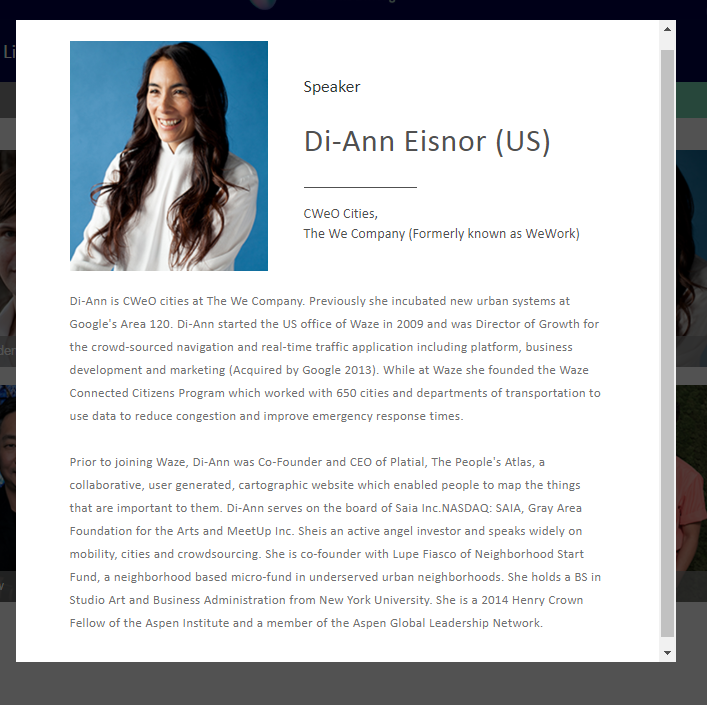 Li
Speaker
Di-Ann Eisnor (US)
CWeO Cities,
The We Company (Formerly known as WeWork)
Di-Ann is CWeO cities at The We Company. Previously she incubated new urban systems at
Google's Area 120. Di-Ann started the US office of Waze in 2009 and was Director of Growth for
the crowd-sourced navigation and real-time traffic application including platform, business
development and marketing (Acquired by Google 2013). While at Waze she founded the Waze
Connected Citizens Program which worked with 650 cities and departments of transportation to
use data to reduce congestion and improve emergency response times.
Prior to joining Waze, Di-Ann was Co-Founder and CEO of Platial, The People's Atlas, a
collaborative, user generated, cartographic website which enabled people to map the things
that are important to them. Di-Ann serves on the board of Saia Inc.NASDAQ: SAIA, Gray Area
Foundation for the Arts and MeetUp Inc. Sheis an active angel investor and speaks widely on
mobility, cities and crowdsourcing. She is co-founder with Lupe Fiasco of Neighborhood Start
Fund, a neighborhood based micro-fund in underserved urban neighborhoods. She holds a BS in
Studio Art and Business Administration from New York University. She is a 2014 Henry Crown
Fellow of the Aspen Institute and a member of the Aspen Global Leadership Network.